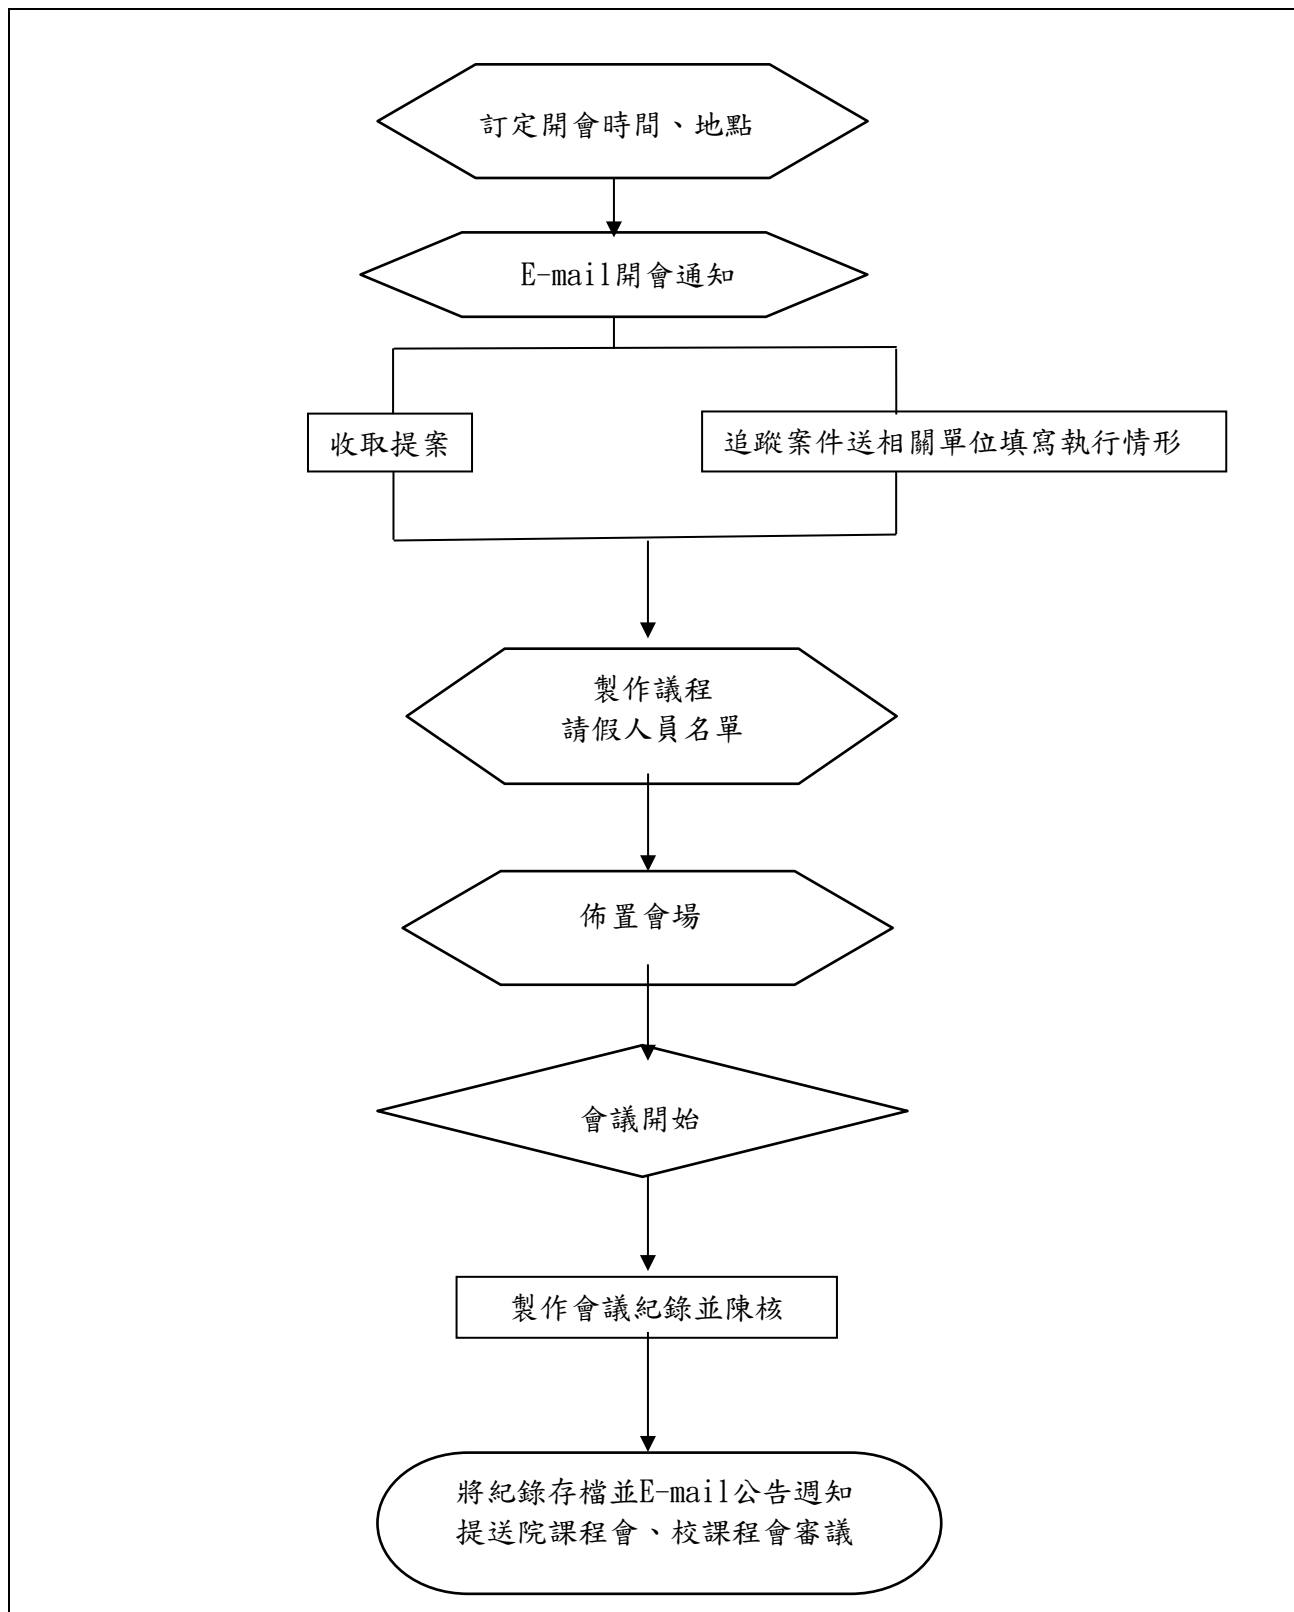 訂定開會時間、地點
E-mail開會通知
收取提案
追蹤案件送相關單位填寫執行情形
製作議程
請假人員名單
佈置會場
會議開始
製作會議紀錄並陳核
將紀錄存檔並E-mail公告週知
提送院課程會、校課程會審議